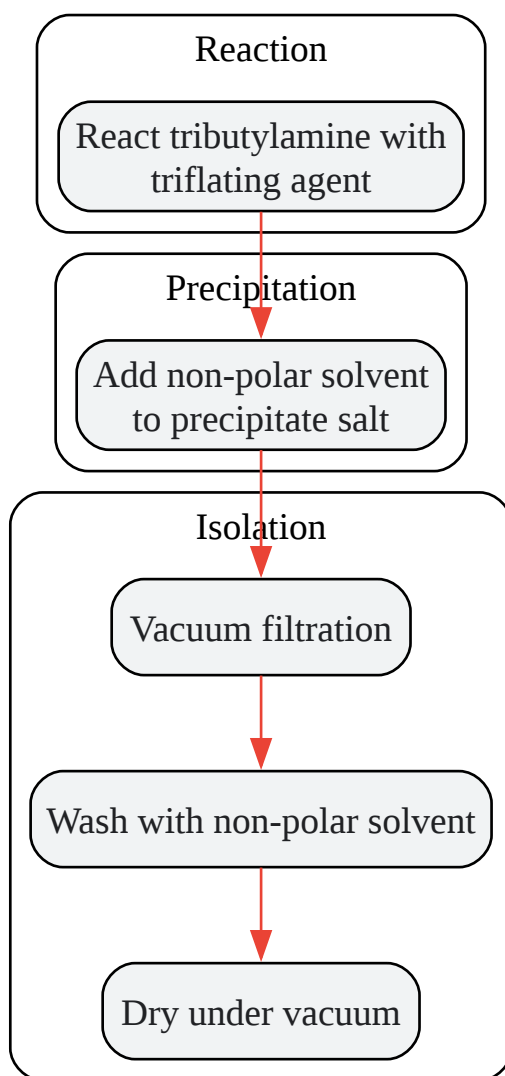 Reaction
React tributylamine with
triflating agent
Precipitation
Add non-polar solvent
to precipitate salt
Isolation
Vacuum filtration
Wash with non-polar solvent
Dry under vacuum